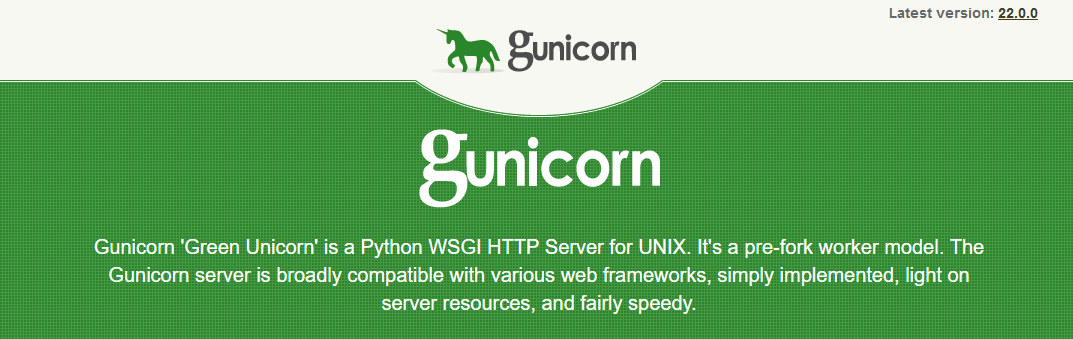 Latest version: 22.0.0
gunicorn
gunicorn
Gunicorn 'Green Unicorn' is a Python WSGI HTTP Server for UNIX. It's a pre-fork worker model. The
Gunicorn server is broadly compatible with various web frameworks, simply implemented, light on
server resources, and fairly speedy.